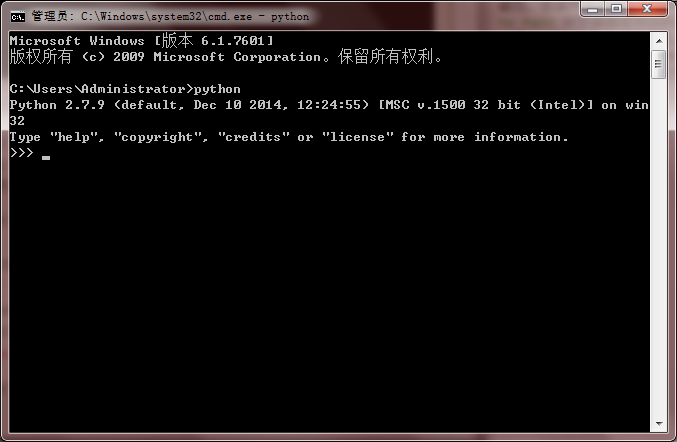 管理员: C:\Windows\system32\cmd.exe - python
Microsoft Windows [版本 6.1.7601]
版权所有 (c) 2009 Microsoft Corporation。保留所有权利。
C:\Users\Administrator>python
Python 2.7.9 (default, Dec 10 2014, 12:24:55) [MSC v.1500 32 bit (Intel)] on win
32
Type "help", "copyright", "credits" or "license" for more information.
>>>